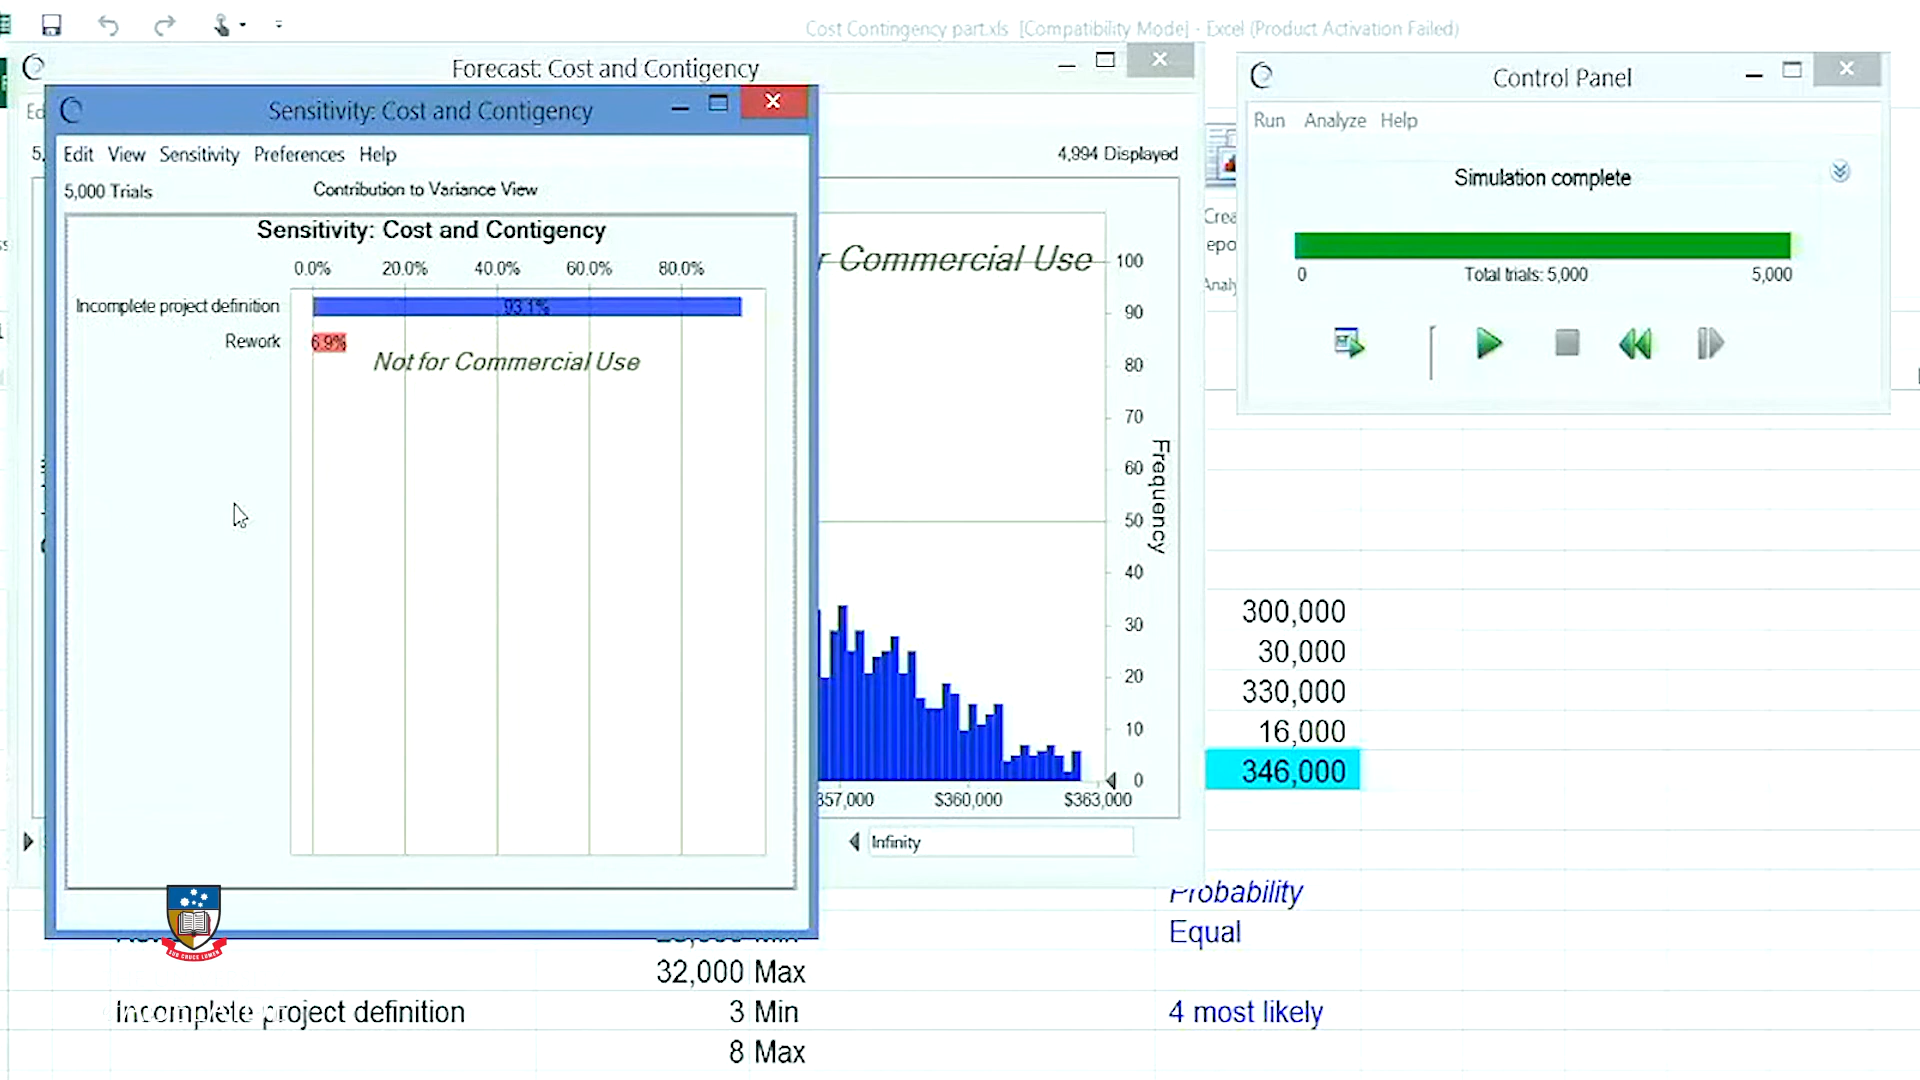 Cost Contingency part.xls [Compatibility Mode] - Excel (Product Activation Failed)
Forecast: Cost and Contigency
4,994 Displayed
Commercial Use
100
90
80
70
60
50
40
30
20
10
0
Frequency
357,000 $360,000 $363,000
Infinity
Sensitivity: Cost and Contigency
Edit View Sensitivity Preferences Help
5,000 Trials Contribution to Variance View
Sensitivity: Cost and Contigency
0.0% 20.0% 40.0% 60.0% 80.0%
Incomplete project definition 93.1%
Rework 6.9%
Not for Commercial Use
Control Panel
Run Analyze Help
Simulation complete
0 Total trials: 5,000 5,000
300,000
30,000
330,000
16,000
346,000
Probability
Equal
32,000 Max
Incomplete project definition 3 Min 4 most likely
8 Max
SUB CRUCE LUMEN